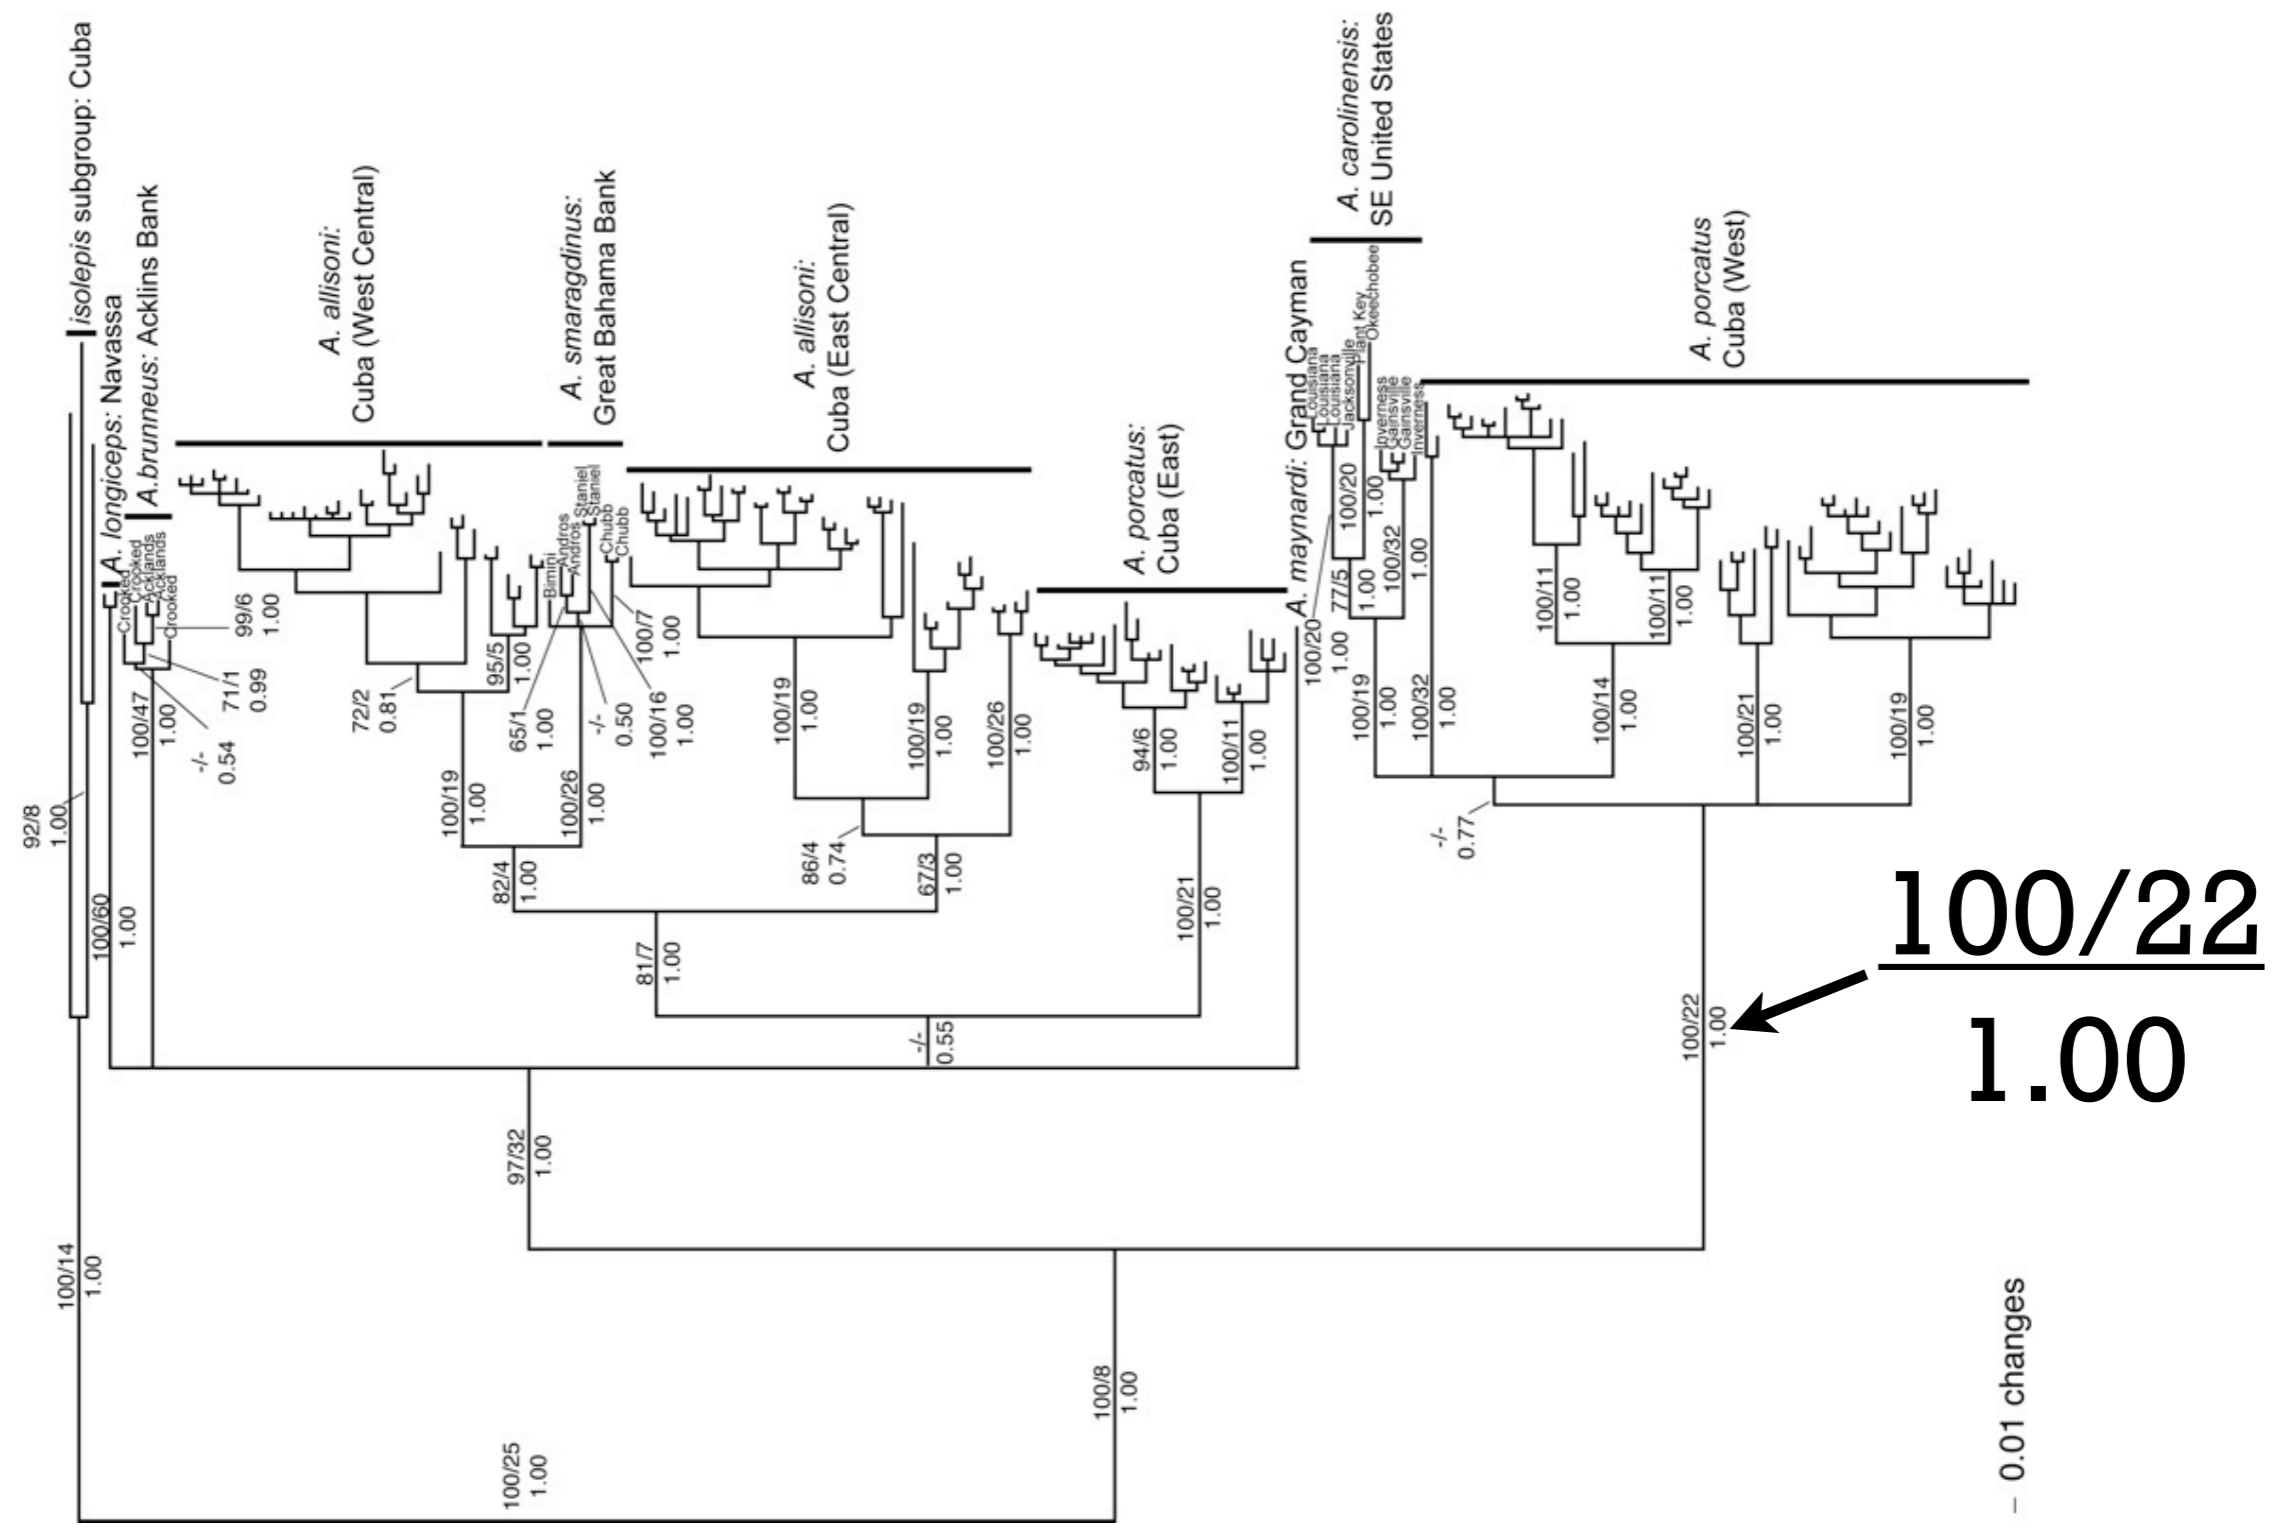 isolepis subgroup: Cuba
A. longiceps: Navassa
A.brunneus: Acklins Bank
A. allisoni:
Cuba (West Central)
A. smaragdinus:
Great Bahama Bank
A. allisoni:
Cuba (East Central)
A. porcatus:
Cuba (East)
A. maynardi: Grand Cayman
A. carolinensis:
SE United States
A. porcatus
Cuba (West)
Crooked
Crooked
Acklands
Acklands
Crooked
Bimini
Andros
Andros
Staniel
Staniel
Chubb
Chubb
Louisiana
Louisiana
Louisiana
Jacksonville
Plant Key
Okeechobee
Inverness
Gainsville
Gainsville
Inverness
92/8
1.00
100/60
1.00
100/47
1.00
-/-
0.54
71/1
0.99
99/6
1.00
72/2
0.81
95/5
1.00
100/19
1.00
65/1
1.00
-/-
0.50
100/16
1.00
100/7
1.00
100/26
1.00
82/4
1.00
100/19
1.00
100/19
1.00
100/26
1.00
86/4
0.74
67/3
1.00
81/7
1.00
94/6
1.00
100/11
1.00
100/21
1.00
-/-
0.55
100/20
1.00
100/20
1.00
77/5
1.00
100/32
1.00
100/19
1.00
100/32
1.00
100/11
1.00
100/11
1.00
100/14
1.00
100/21
1.00
100/19
1.00
-/-
0.77
100/22
1.00
100/22
1.00
97/32
1.00
100/14
1.00
100/8
1.00
100/25
1.00
– 0.01 changes